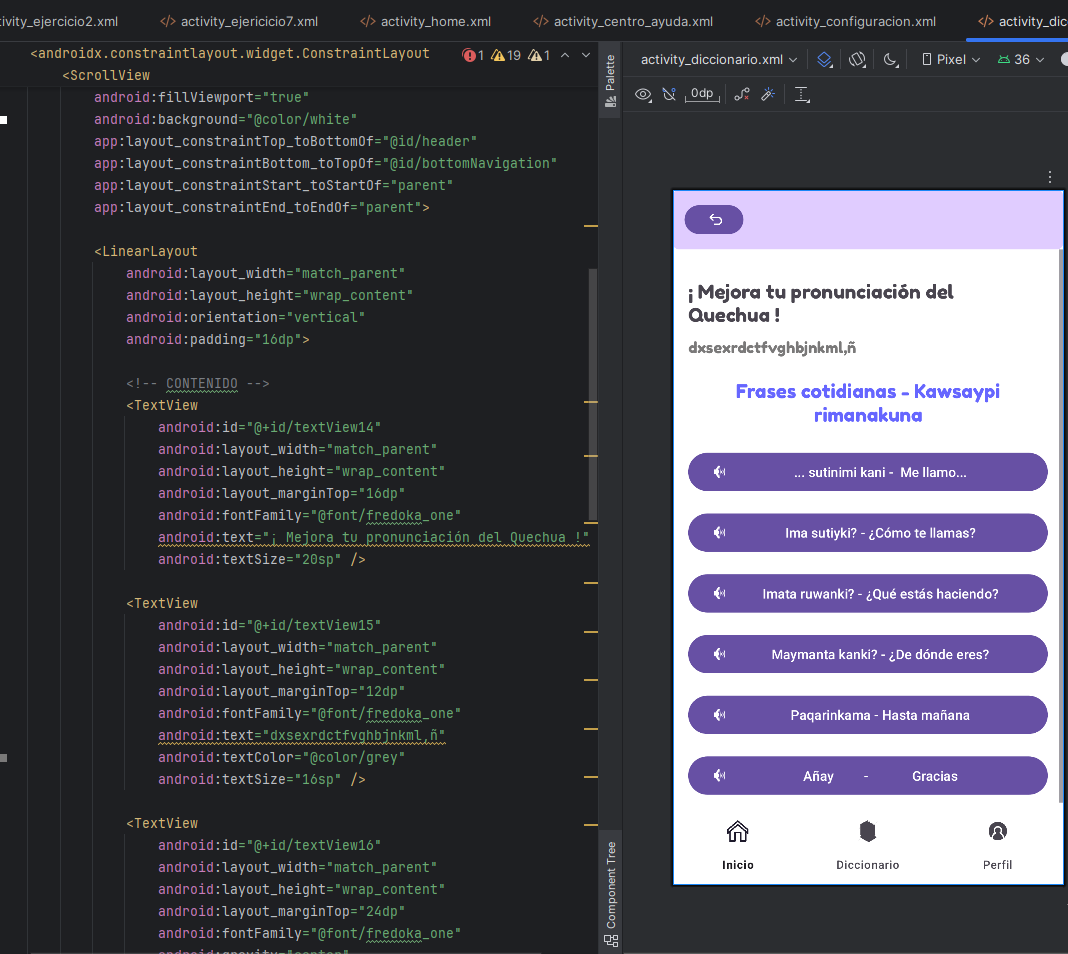 ivity_ejercicio2.xml
activity_ejericicio7.xml
activity_home.xml
activity_centro_ayuda.xml
activity_configuracion.xml
activity_dic
<androidx.constraintlayout.widget.ConstraintLayout
1 19 1
<ScrollView
android:fillViewport="true"
android:background="@color/white"
app:layout_constraintTop_toBottomOf="@id/header"
app:layout_constraintBottom_toTopOf="@id/bottomNavigation"
app:layout_constraintStart_toStartOf="parent"
app:layout_constraintEnd_toEndOf="parent">
<LinearLayout
android:layout_width="match_parent"
android:layout_height="wrap_content"
android:orientation="vertical"
android:padding="16dp">
<!-- CONTENIDO -->
<TextView
android:id="@+id/textView14"
android:layout_width="match_parent"
android:layout_height="wrap_content"
android:layout_marginTop="16dp"
android:fontFamily="@font/fredoka_one"
android:text="¡ Mejora tu pronunciación del Quechua !"
android:textSize="20sp" />
<TextView
android:id="@+id/textView15"
android:layout_width="match_parent"
android:layout_height="wrap_content"
android:layout_marginTop="12dp"
android:fontFamily="@font/fredoka_one"
android:text="dxsexrdctfvghbjnkml,ñ"
android:textColor="@color/grey"
android:textSize="16sp" />
<TextView
android:id="@+id/textView16"
android:layout_width="match_parent"
android:layout_height="wrap_content"
android:layout_marginTop="24dp"
android:fontFamily="@font/fredoka_one"
android:gravity="center"
Palette
Component Tree
activity_diccionario.xml
Pixel
36
0dp
¡ Mejora tu pronunciación del
Quechua !
dxsexrdctfvghbjnkml,ñ
Frases cotidianas - Kawsaypi
rimanakuna
... sutinimi kani - Me llamo...
Ima sutiyki? - ¿Cómo te llamas?
Imata ruwanki? - ¿Qué estás haciendo?
Maymanta kanki? - ¿De dónde eres?
Paqarinkama - Hasta mañana
Añay - Gracias
Inicio
Diccionario
Perfil